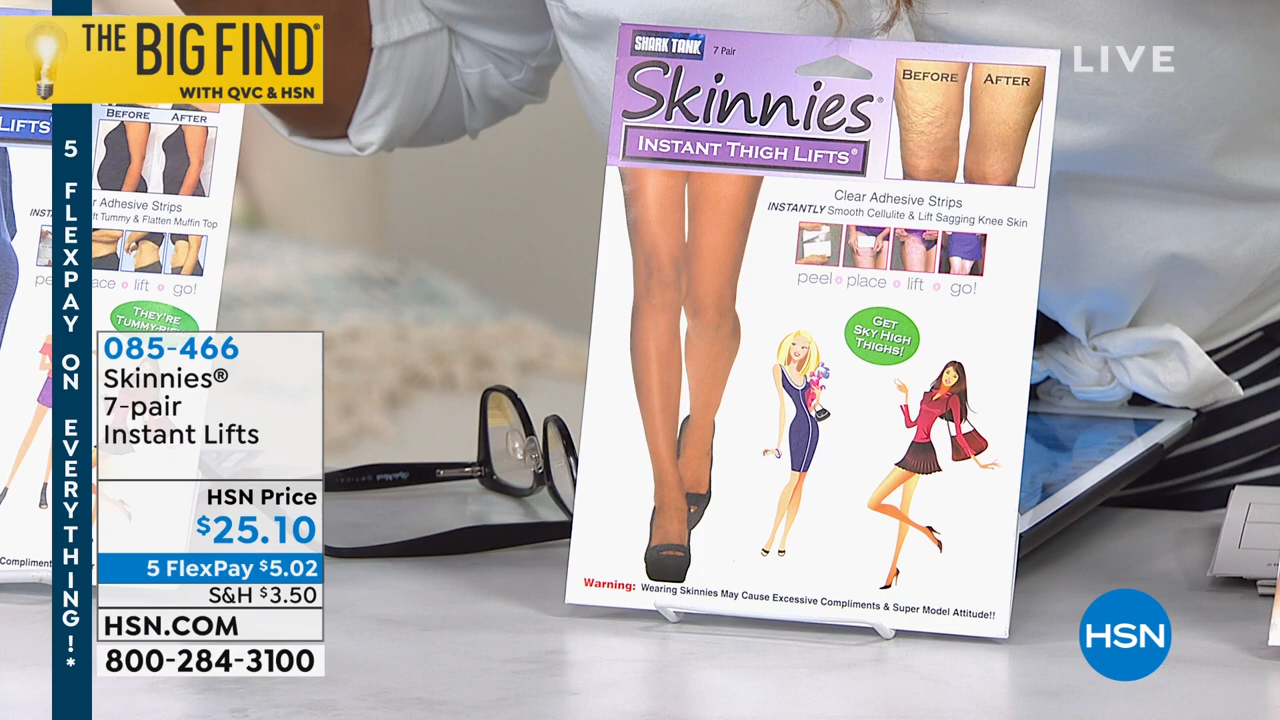 THE BIG FIND®
WITH QVC & HSN
5 FLEXPAY ON EVERYTHING!*
LIFTS
BEFORE AFTER
Adhesive Strips
Tummy & Flatten Muffin Top
lift • go!
THEY'RE
085-466
Skinnies®
7-pair
Instant Lifts
HSN Price
$25.10
5 FlexPay $5.02
S&H $3.50
HSN.COM
800-284-3100
SHARK TANK
7 Pair
Skinnies®
INSTANT THIGH LIFTS®
BEFORE AFTER
Clear Adhesive Strips
INSTANTLY Smooth Cellulite & Lift Sagging Knee Skin
peel • place • lift • go!
GET
SKY HIGH
THIGHS!
Warning: Wearing Skinnies May Cause Excessive Compliments & Super Model Attitude!!
LIVE
HSN